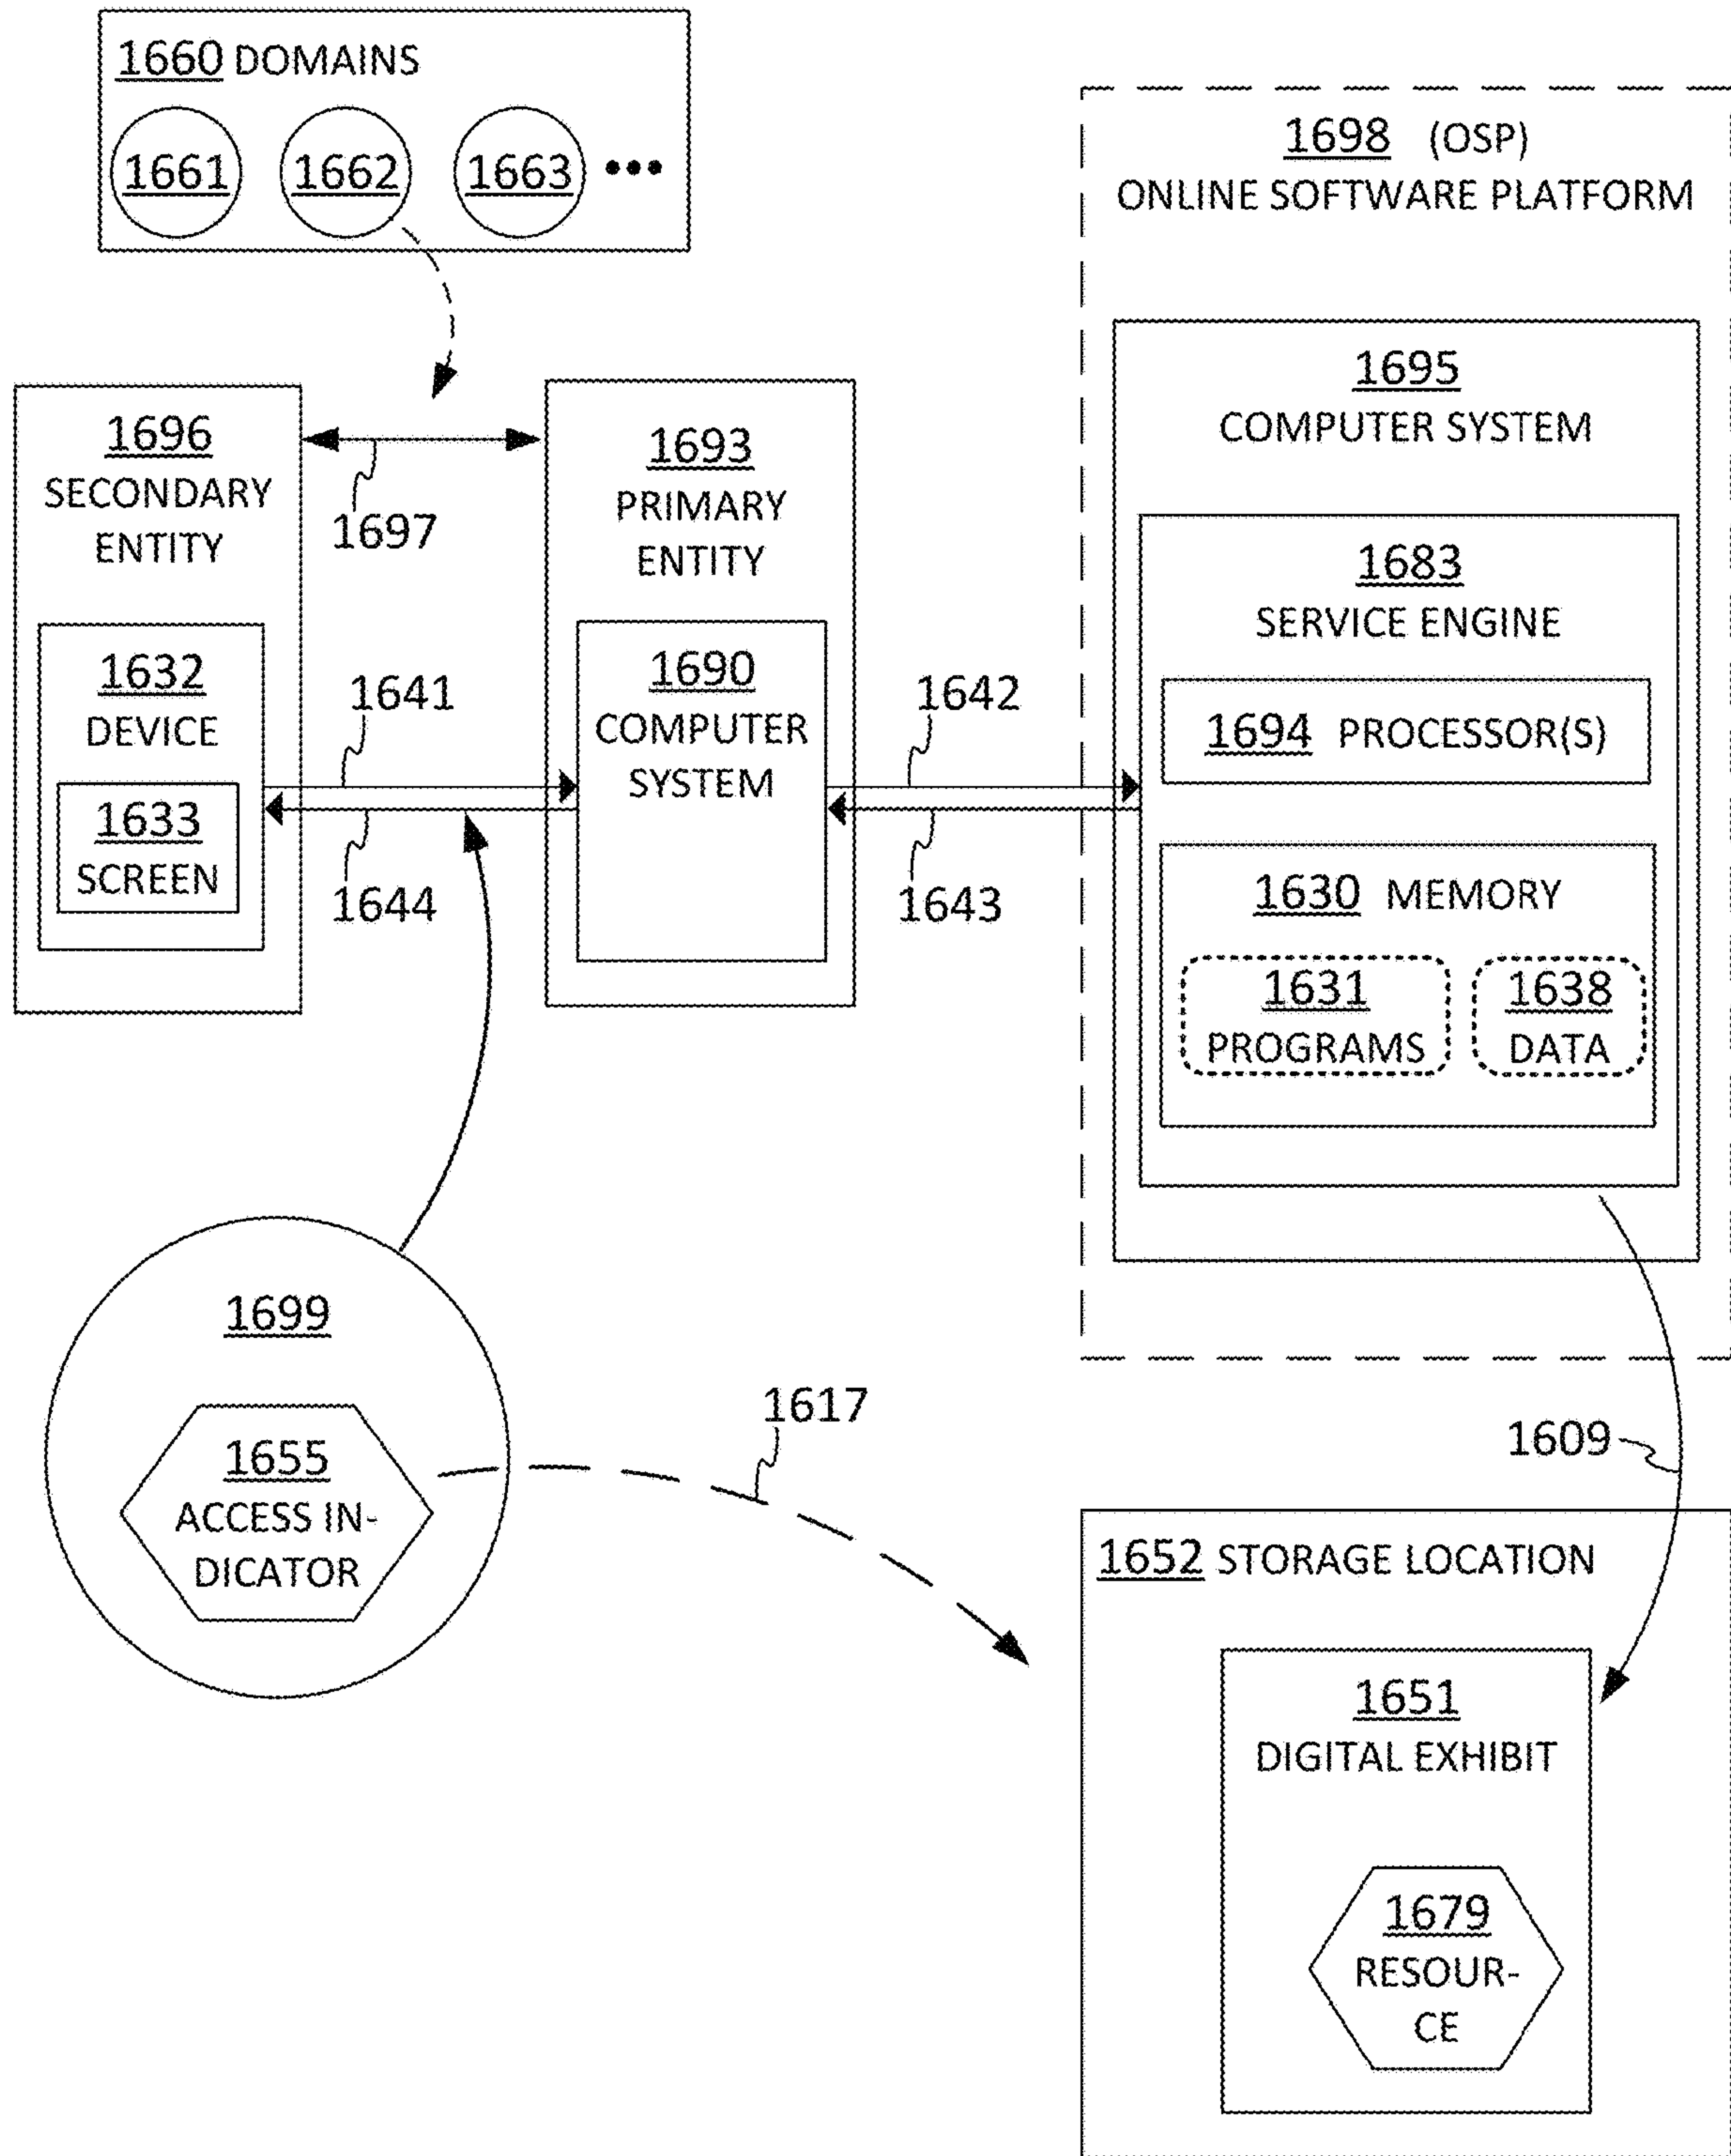 1660 DOMAINS
1661 1662 1663 •••
1698 (OSP)
ONLINE SOFTWARE PLATFORM
1695
COMPUTER SYSTEM
1696
SECONDARY
ENTITY
1697
1693
PRIMARY
ENTITY
1683
SERVICE ENGINE
1632
DEVICE
1633
SCREEN
1641
1644
1690
COMPUTER
SYSTEM
1642
1643
1694 PROCESSOR(S)
1630 MEMORY
1631
PROGRAMS
1638
DATA
1699
1655
ACCESS IN-
DICATOR
1617
1609
1652 STORAGE LOCATION
1651
DIGITAL EXHIBIT
1679
RESOUR-
CE